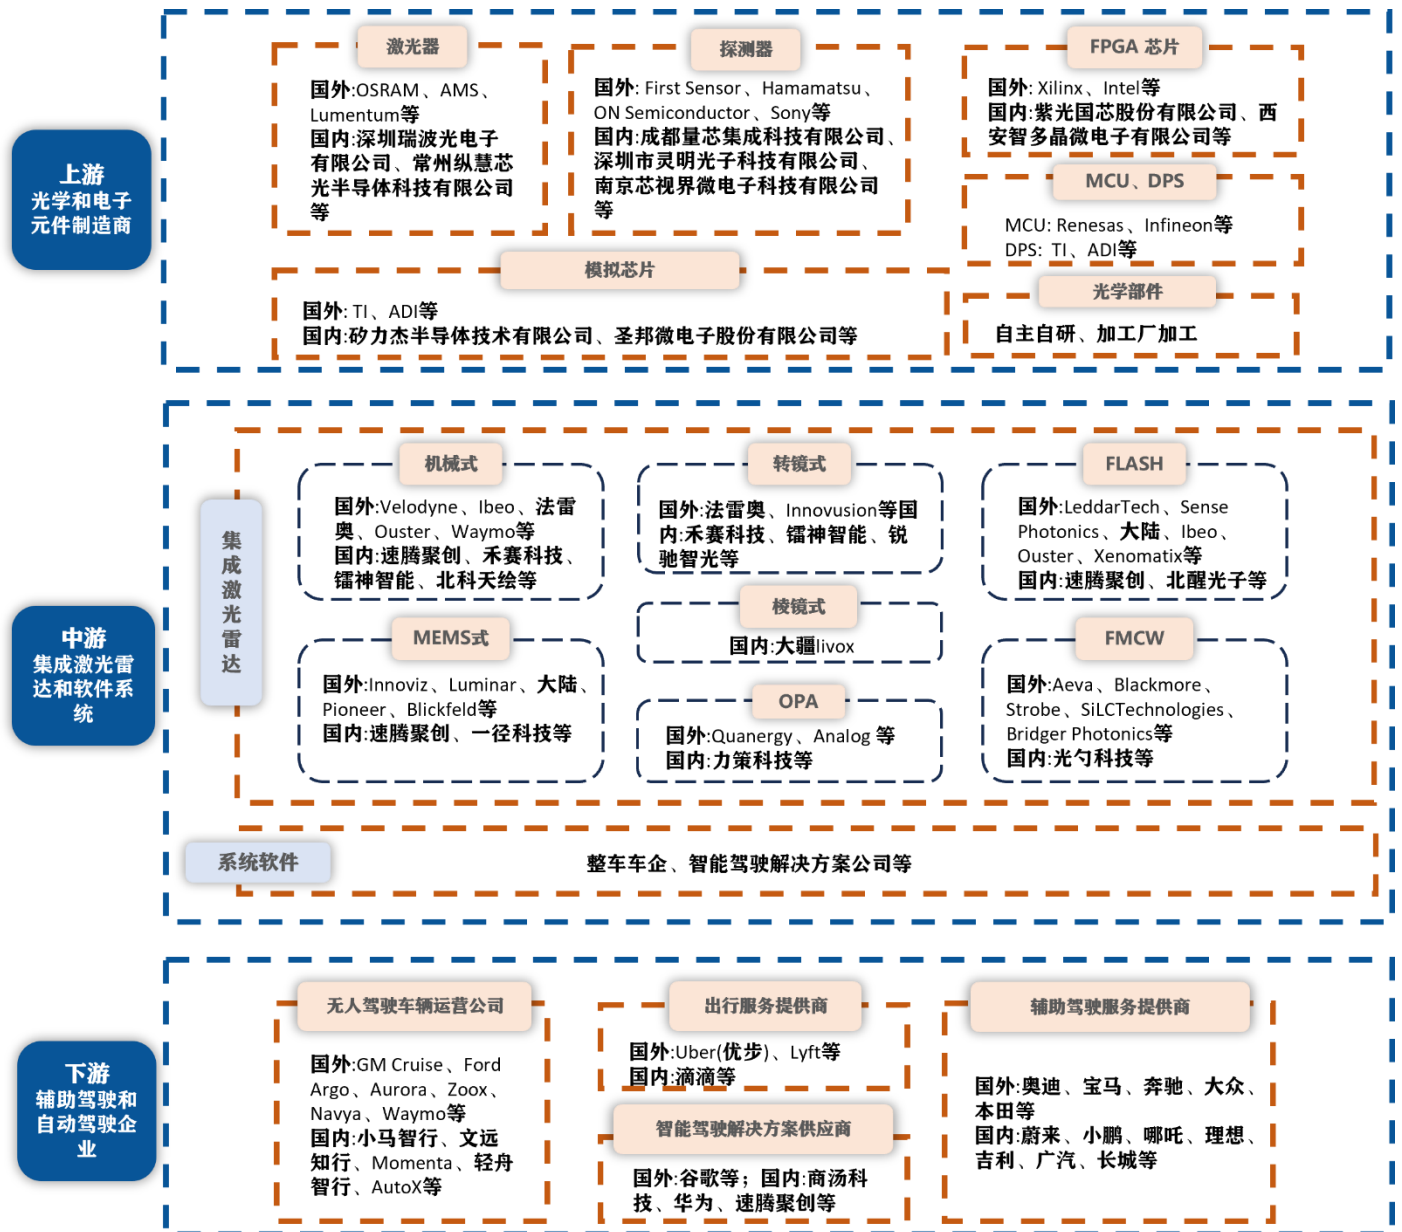 上游
光学和电子
元件制造商
激光器
国外:OSRAM、AMS、
Lumentum等
国内:深圳瑞波光电子
有限公司、常州纵慧芯
光半导体科技有限公司
等
探测器
国外: First Sensor、Hamamatsu、
ON Semiconductor、Sony等
国内:成都量芯集成科技有限公司、
深圳市灵明光子科技有限公司、
南京芯视界微电子科技有限公司
等
FPGA 芯片
国外: Xilinx、Intel等
国内:紫光国芯股份有限公司、西
安智多晶微电子有限公司等
MCU、DPS
MCU: Renesas、Infineon等
DPS: TI、ADI等
模拟芯片
国外: TI、ADI等
国内:矽力杰半导体技术有限公司、圣邦微电子股份有限公司等
光学部件
自主自研、加工厂加工
中游
集成激光雷
达和软件系
统
集成激光雷达
机械式
国外:Velodyne、Ibeo、法雷
奥、Ouster、Waymo等
国内:速腾聚创、禾赛科技、
镭神智能、北科天绘等
转镜式
国外:法雷奥、Innovusion等国
内:禾赛科技、镭神智能、锐
驰智光等
FLASH
国外:LeddarTech、Sense
Photonics、大陆、Ibeo、
Ouster、Xenomatix等
国内:速腾聚创、北醒光子等
MEMS式
国外:Innoviz、Luminar、大陆、
Pioneer、Blickfeld等
国内:速腾聚创、一径科技等
棱镜式
国内:大疆livox
OPA
国外:Quanergy、Analog 等
国内:力策科技等
FMCW
国外:Aeva、Blackmore、
Strobe、SiLCTechnologies、
Bridger Photonics等
国内:光勺科技等
系统软件
整车车企、智能驾驶解决方案公司等
下游
辅助驾驶和
自动驾驶企
业
无人驾驶车辆运营公司
国外:GM Cruise、Ford
Argo、Aurora、Zoox、
Navya、Waymo等
国内:小马智行、文远
知行、Momenta、轻舟
智行、AutoX等
出行服务提供商
国外:Uber(优步)、Lyft等
国内:滴滴等
智能驾驶解决方案供应商
国外:谷歌等；国内:商汤科
技、华为、速腾聚创等
辅助驾驶服务提供商
国外:奥迪、宝马、奔驰、大众、
本田等
国内:蔚来、小鹏、哪吒、理想、
吉利、广汽、长城等